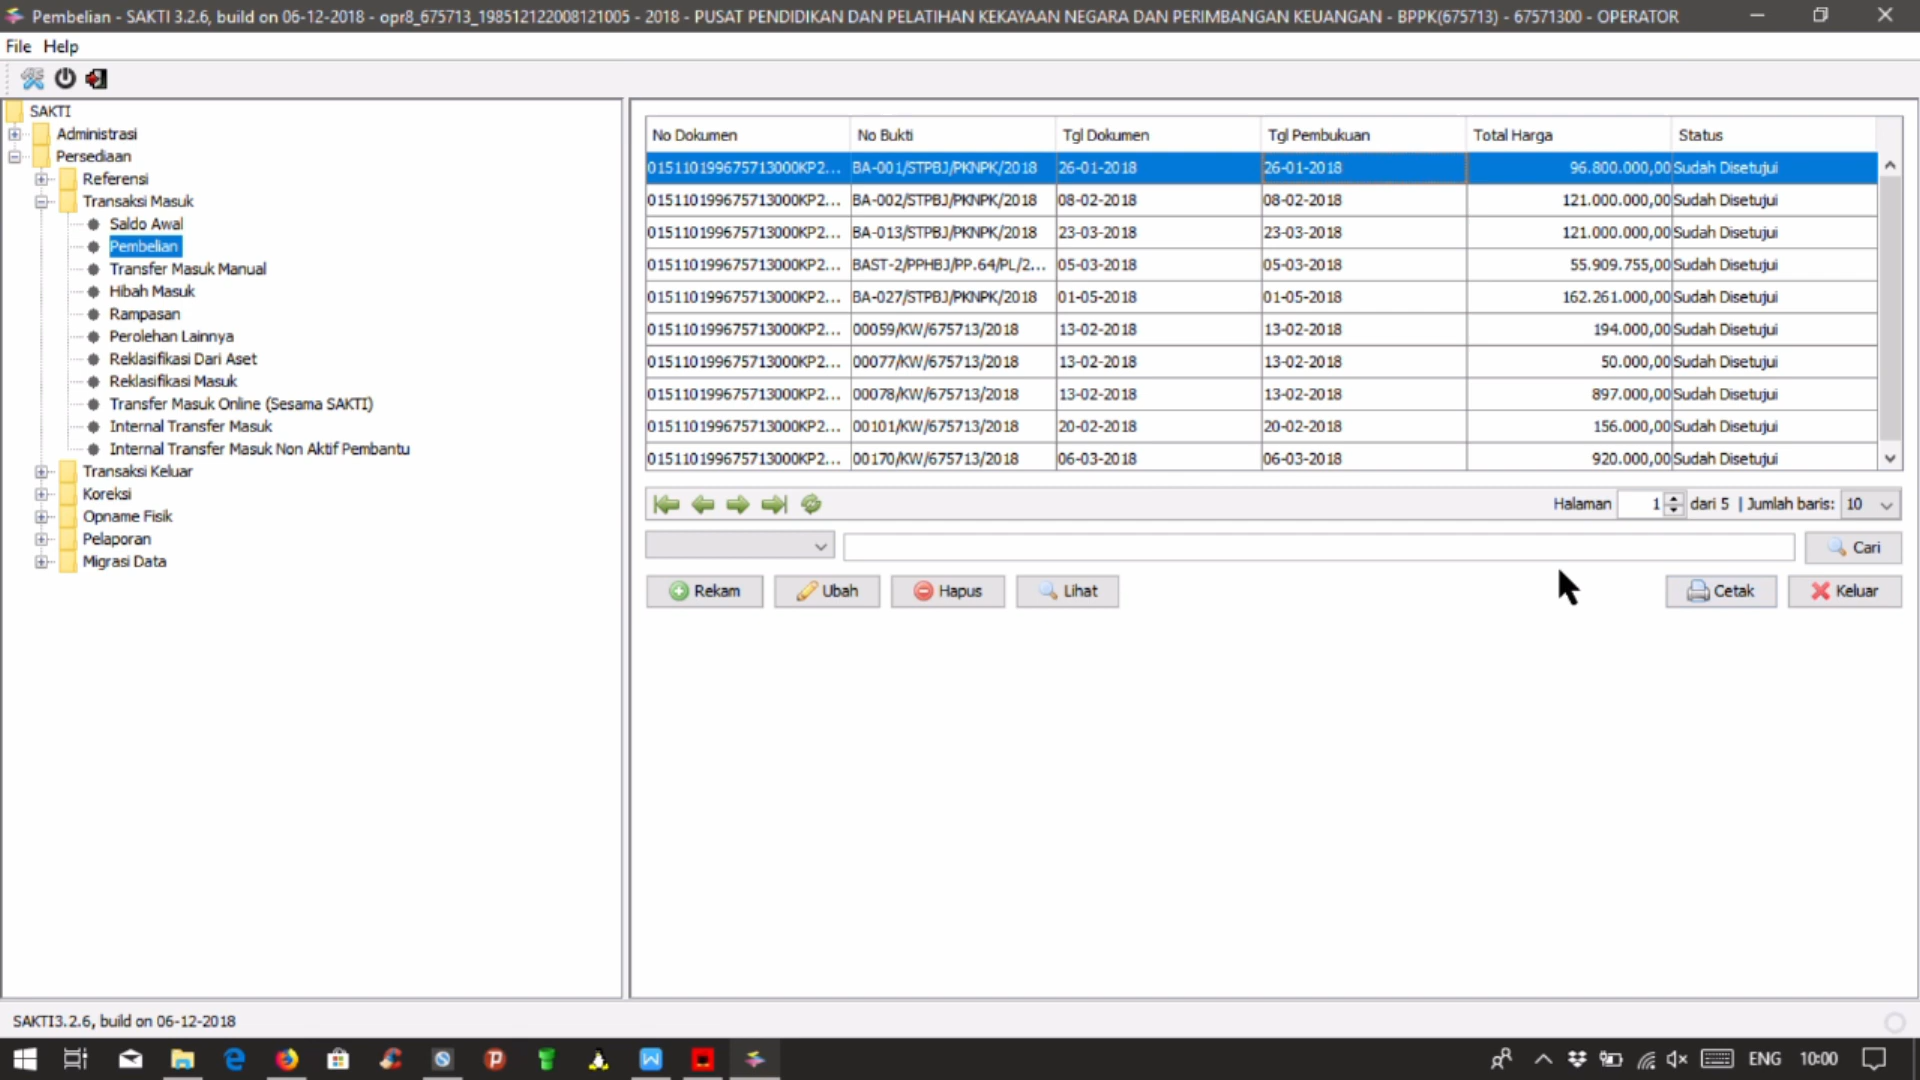 Pembelian - SAKTI 3.2.6, build on 06-12-2018 - opr8_675713_198512122008121005 - 2018 - PUSAT PENDIDIKAN DAN PELATIHAN KEKAYAAN NEGARA DAN PERIMBANGAN KEUANGAN - BPPK(675713) - 67571300 - OPERATOR
File Help
SAKTI
Administrasi
Persediaan
Referensi
Transaksi Masuk
Saldo Awal
Pembelian
Transfer Masuk Manual
Hibah Masuk
Rampasan
Perolehan Lainnya
Reklasifikasi Dari Aset
Reklasifikasi Masuk
Transfer Masuk Online (Sesama SAKTI)
Internal Transfer Masuk
Internal Transfer Masuk Non Aktif Pembantu
Transaksi Keluar
Koreksi
Opname Fisik
Pelaporan
Migrasi Data
No Dokumen No Bukti Tgl Dokumen Tgl Pembukuan Total Harga Status
015110199675713000KP2... BA-001/STPBJ/PKNPK/2018 26-01-2018 26-01-2018 96.800.000,00 Sudah Disetujui
015110199675713000KP2... BA-002/STPBJ/PKNPK/2018 08-02-2018 08-02-2018 121.000.000,00 Sudah Disetujui
015110199675713000KP2... BA-013/STPBJ/PKNPK/2018 23-03-2018 23-03-2018 121.000.000,00 Sudah Disetujui
015110199675713000KP2... BAST-2/PPHBJ/PP.64/PL/2... 05-03-2018 05-03-2018 55.909.755,00 Sudah Disetujui
015110199675713000KP2... BA-027/STPBJ/PKNPK/2018 01-05-2018 01-05-2018 162.261.000,00 Sudah Disetujui
015110199675713000KP2... 00059/KW/675713/2018 13-02-2018 13-02-2018 194.000,00 Sudah Disetujui
015110199675713000KP2... 00077/KW/675713/2018 13-02-2018 13-02-2018 50.000,00 Sudah Disetujui
015110199675713000KP2... 00078/KW/675713/2018 13-02-2018 13-02-2018 897.000,00 Sudah Disetujui
015110199675713000KP2... 00101/KW/675713/2018 20-02-2018 20-02-2018 156.000,00 Sudah Disetujui
015110199675713000KP2... 00170/KW/675713/2018 06-03-2018 06-03-2018 920.000,00 Sudah Disetujui
Halaman 1 dari 5 | Jumlah baris: 10
Cari
Rekam Ubah Hapus Lihat Cetak Keluar
SAKTI3.2.6, build on 06-12-2018
ENG 10:00